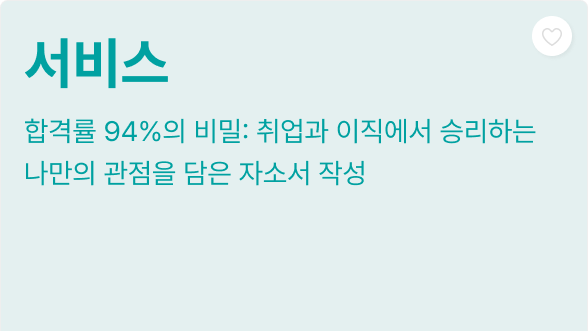 서비스
합격률 94%의 비밀: 취업과 이직에서 승리하는
나만의 관점을 담은 자소서 작성